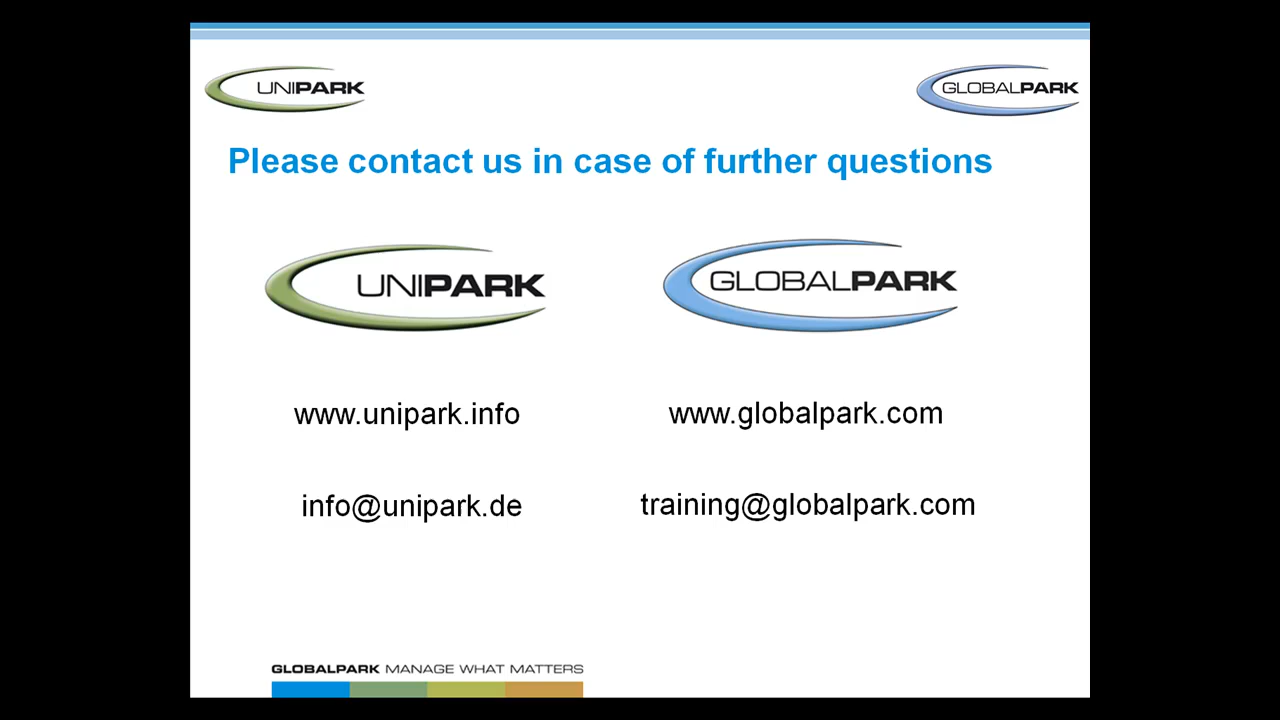 UNIPARK
GLOBALPARK
Please contact us in case of further questions
UNIPARK
GLOBALPARK
www.unipark.info
www.globalpark.com
info@unipark.de
training@globalpark.com
GLOBALPARK MANAGE WHAT MATTERS